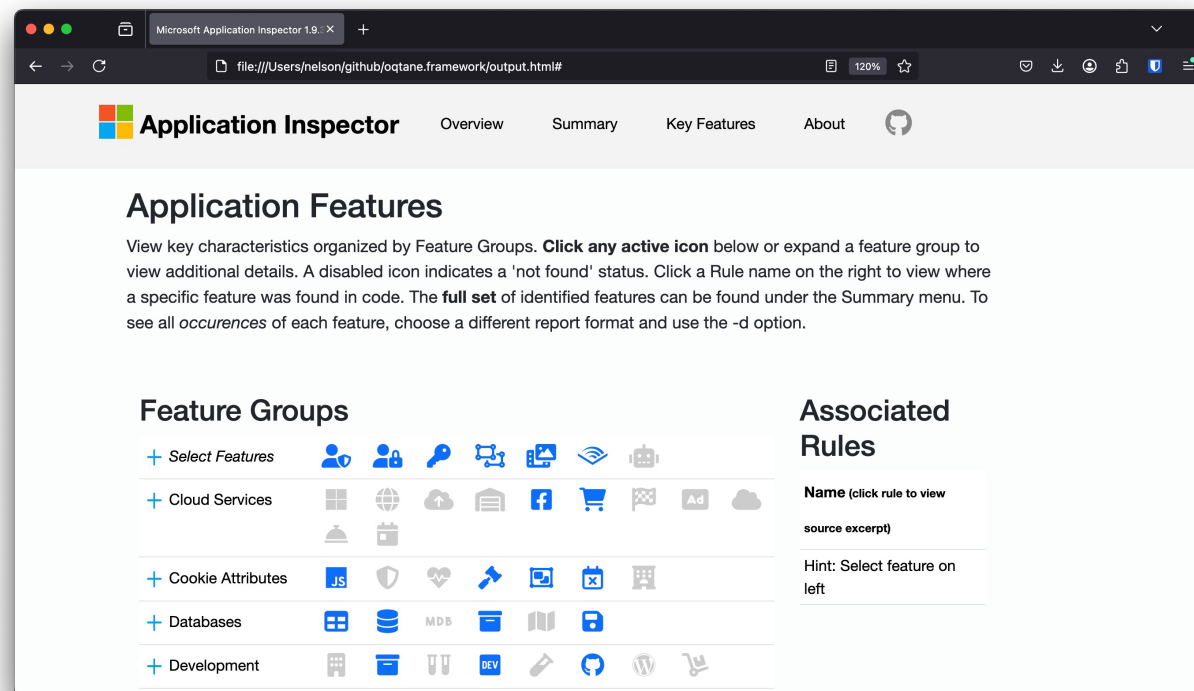 Microsoft Application Inspector 1.9.
file:///Users/nelson/github/oqtane.framework/output.html#
120%
Application Inspector
Overview
Summary
Key Features
About
Application Features
View key characteristics organized by Feature Groups. Click any active icon below or expand a feature group to
view additional details. A disabled icon indicates a 'not found' status. Click a Rule name on the right to view where
a specific feature was found in code. The full set of identified features can be found under the Summary menu. To
see all occurences of each feature, choose a different report format and use the -d option.
Feature Groups
Select Features
Cloud Services
Ad
Cookie Attributes
JS
Databases
MDB
Development
DEV
Associated
Rules
Name (click rule to view
source excerpt)
Hint: Select feature on
left